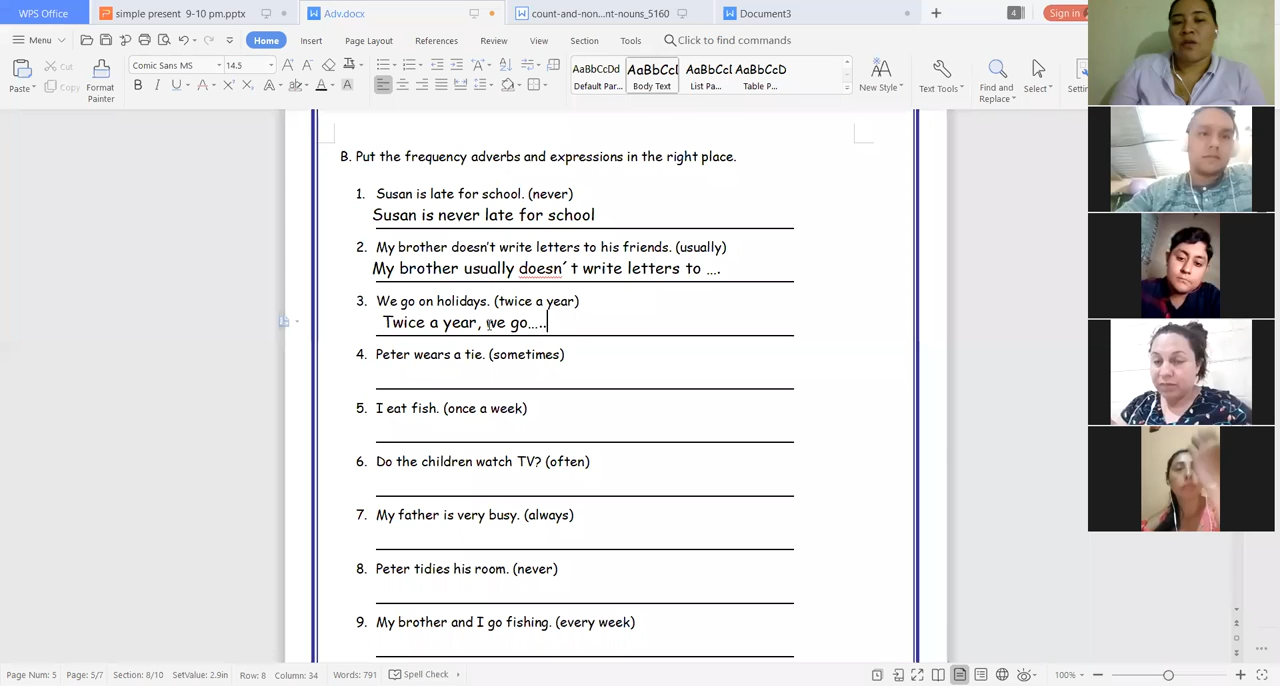 WPS Office
simple present 9-10 pm.pptx
Adv.docx
count-and-non...nt-nouns_5160
Document3
4
Sign in
Menu
Home
Insert
Page Layout
References
Review
View
Section
Tools
Click to find commands
Paste
Cut
Copy
Format
Painter
Comic Sans MS
14.5
AaBbCcDd
Default Par...
AaBbCcI
Body Text
AaBbCcI
List Pa...
AaBbCcD
Table P...
New Style
Text Tools
Find and
Replace
Select
B. Put the frequency adverbs and expressions in the right place.
1. Susan is late for school. (never)
Susan is never late for school
2. My brother doesn't write letters to his friends. (usually)
My brother usually doesn´t write letters to ....
3. We go on holidays. (twice a year)
Twice a year, we go.....
4. Peter wears a tie. (sometimes)
5. I eat fish. (once a week)
6. Do the children watch TV? (often)
7. My father is very busy. (always)
8. Peter tidies his room. (never)
9. My brother and I go fishing. (every week)
Page Num: 5
Page: 5/7
Section: 8/10
SetValue: 2.9in
Row: 8
Column: 34
Words: 791
Spell Check
100%